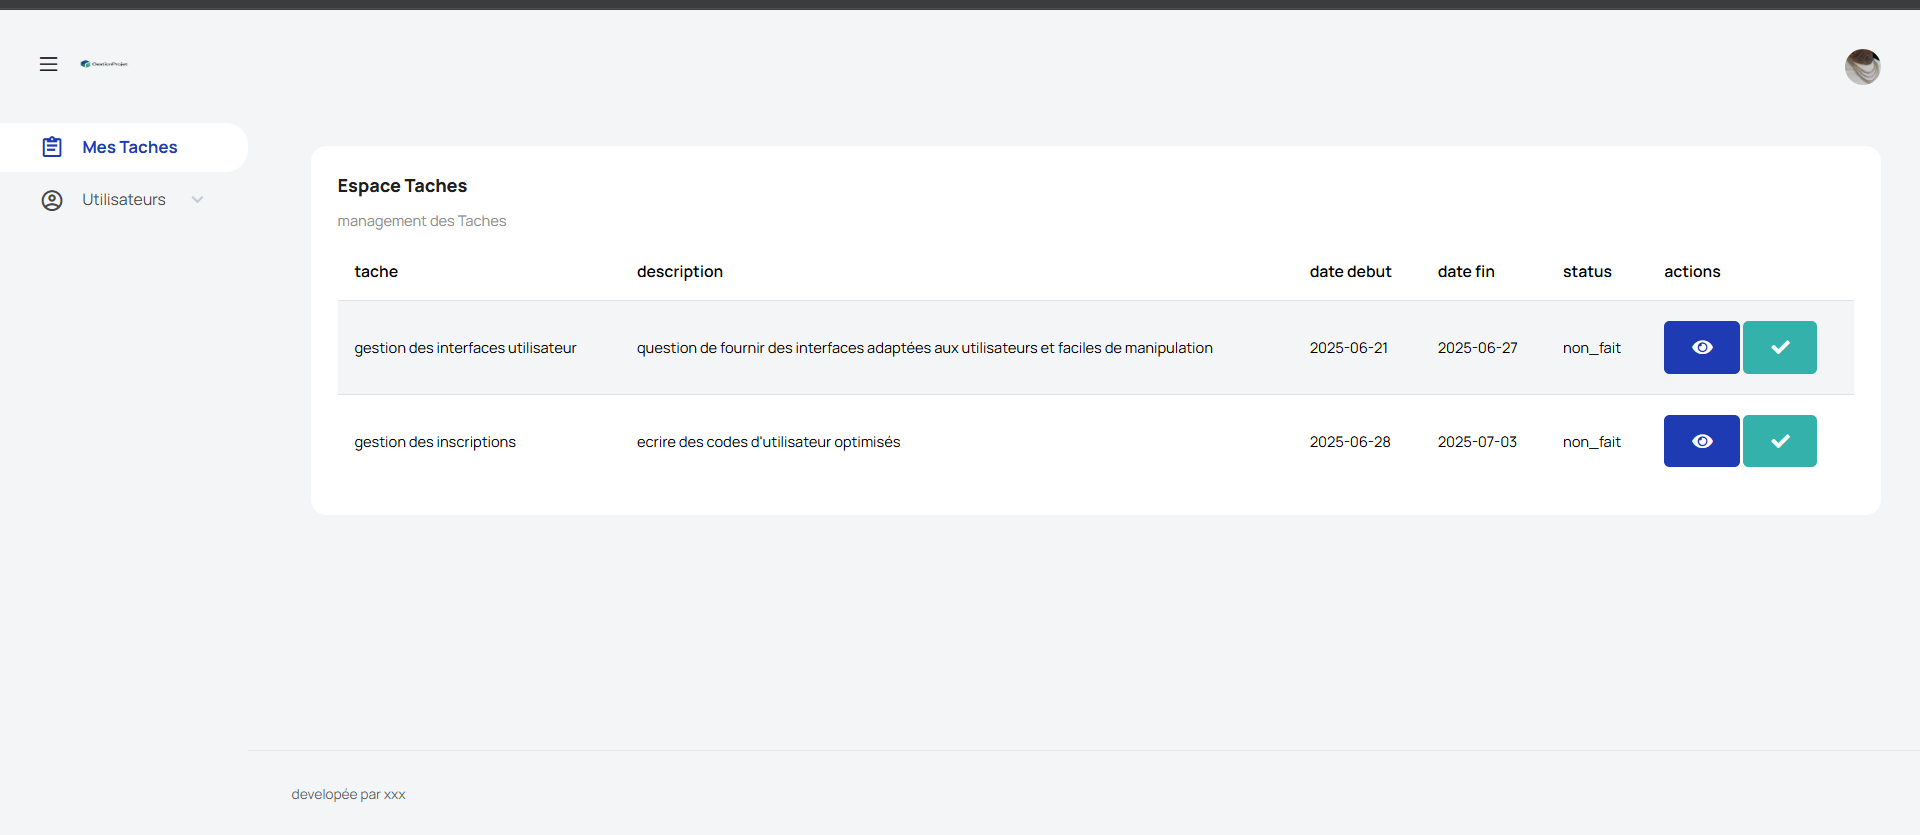 GestionProjet
Mes Taches
Utilisateurs
Espace Taches
management des Taches
tache description date debut date fin status actions
gestion des interfaces utilisateur question de fournir des interfaces adaptées aux utilisateurs et faciles de manipulation 2025-06-21 2025-06-27 non_fait
gestion des inscriptions ecrire des codes d'utilisateur optimisés 2025-06-28 2025-07-03 non_fait
developée par xxx